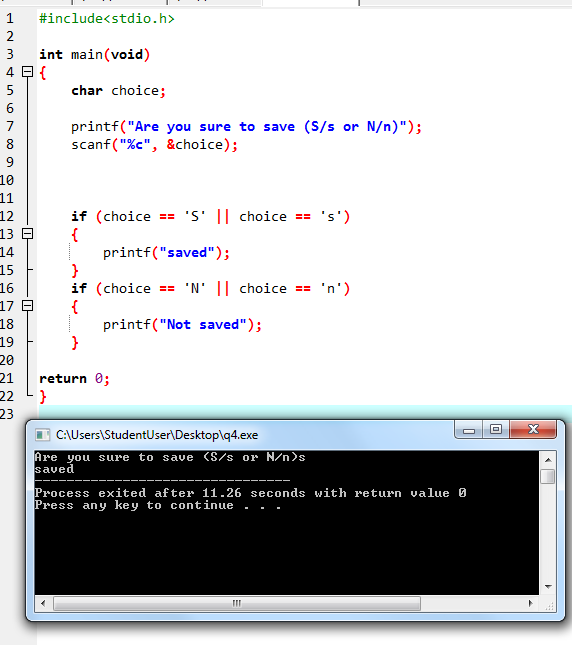 1 #include<stdio.h>
2
3 int main(void)
4 {
5 char choice;
6
7 printf("Are you sure to save (S/s or N/n)");
8 scanf("%c", &choice);
9
10
11
12 if (choice == 'S' || choice == 's')
13 {
14 printf("saved");
15 }
16 if (choice == 'N' || choice == 'n')
17 {
18 printf("Not saved");
19 }
20
21 return 0;
22 }
23
C:\Users\StudentUser\Desktop\q4.exe
Are you sure to save (S/s or N/n)s
saved
--------------------------------
Process exited after 11.26 seconds with return value 0
Press any key to continue . . .